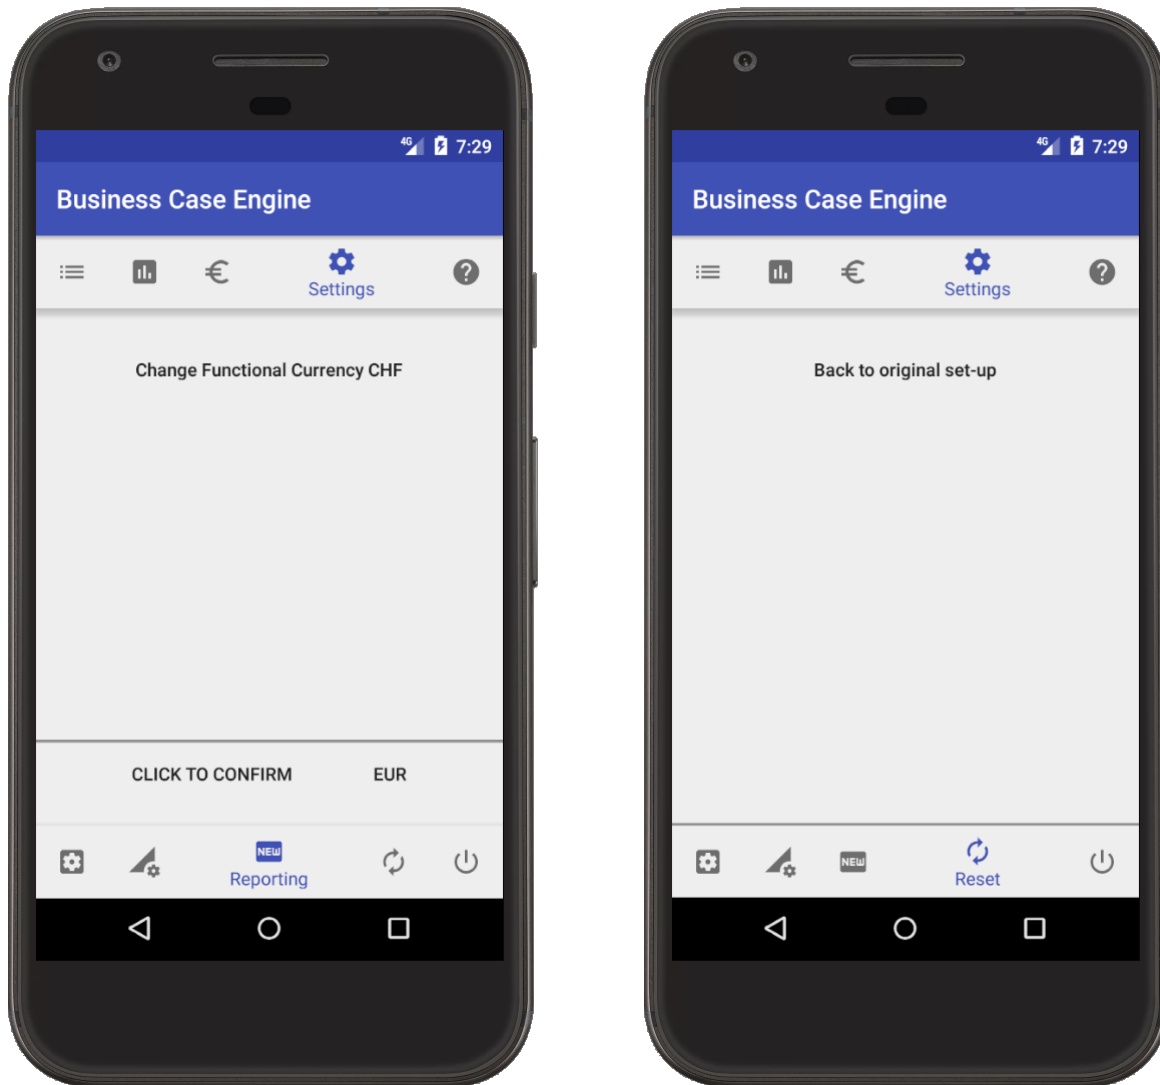 4G 7:29
Business Case Engine
Settings
Change Functional Currency CHF
CLICK TO CONFIRM EUR
NEW
Reporting
4G 7:29
Business Case Engine
Settings
Back to original set-up
NEW
Reset